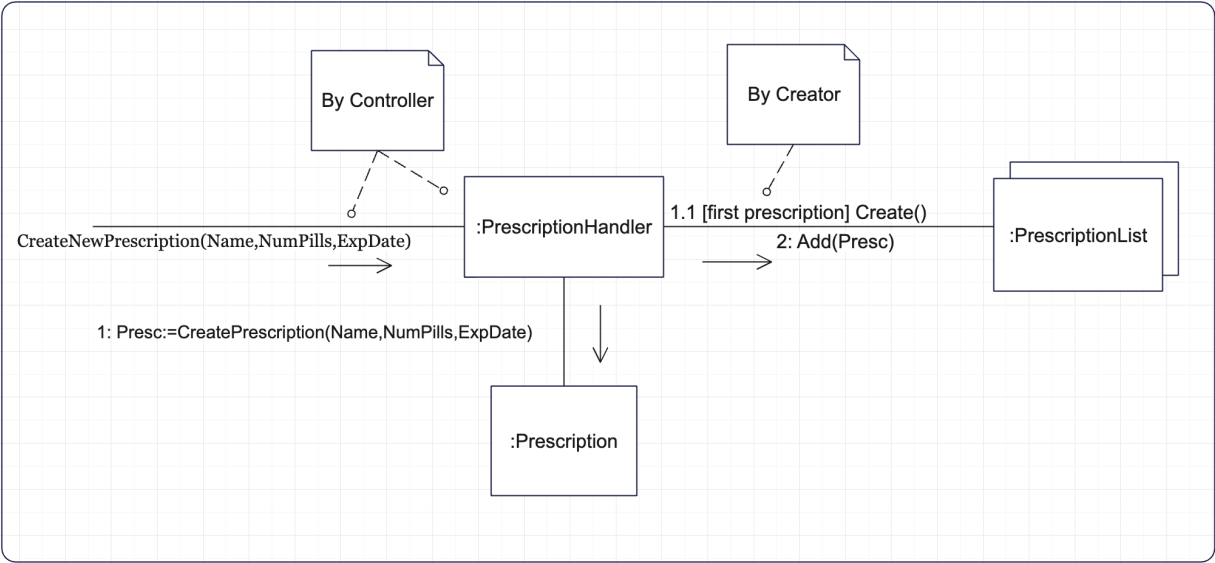 By Controller
By Creator
:PrescriptionHandler
1.1 [first prescription] Create()
CreateNewPrescription(Name,NumPills,ExpDate)
2: Add(Presc)
:PrescriptionList
1: Presc:=CreatePrescription(Name,NumPills,ExpDate)
:Prescription